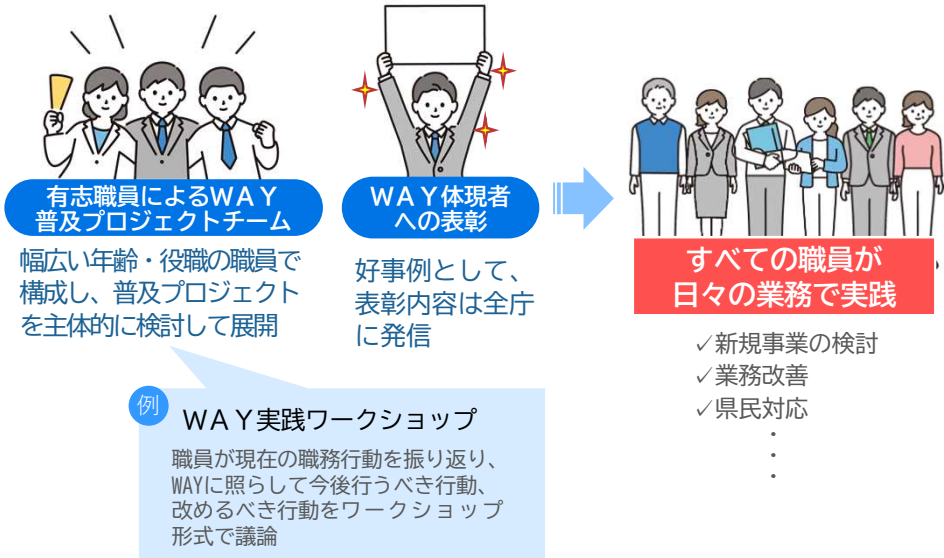 有志職員によるWAY
普及プロジェクトチーム
幅広い年齢・役職の職員で
構成し、普及プロジェクト
を主体的に検討して展開
WAY体現者
への表彰
好事例として、
表彰内容は全庁
に発信
例
WAY実践ワークショップ
職員が現在の職務行動を振り返り、
WAYに照らして今後行うべき行動、
改めるべき行動をワークショップ
形式で議論
すべての職員が
日々の業務で実践
✓新規事業の検討
✓業務改善
✓県民対応
・
・
・